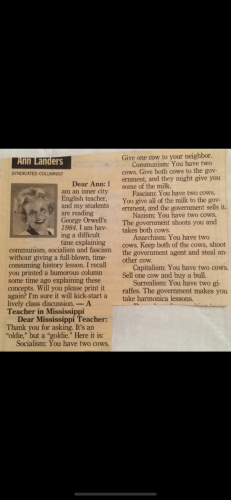 Ann Landers
SYNDICATED COLUMNIST
Dear Ann: I
am an inner city
English teacher,
and my students
are reading
George Orwell's
1984. I am hav-
ing a difficult
time explaining
communism, socialism and fascism
without giving a full-blown, time-
consuming history lesson. I recall
you printed a humorous column
some time ago explaining these
concepts. Will you please print it
again? I'm sure it will kick-start a
lively class discussion. — A
Teacher in Mississippi
Dear Mississippi Teacher:
Thank you for asking. It's an
"oldie," but a "goldie." Here it is:
Socialism: You have two cows.
Give one cow to your neighbor.
Communism: You have two
cows. Give both cows to the gov-
ernment, and they might give you
some of the milk.
Fascism: You have two cows.
You give all of the milk to the gov-
ernment, and the government sells it.
Nazism: You have two cows.
The government shoots you and
takes both cows.
Anarchism: You have two
cows. Keep both of the cows, shoot
the government agent and steal an-
other cow.
Capitalism: You have two cows.
Sell one cow and buy a bull.
Surrealism: You have two gi-
raffes. The government makes you
take harmonica lessons.